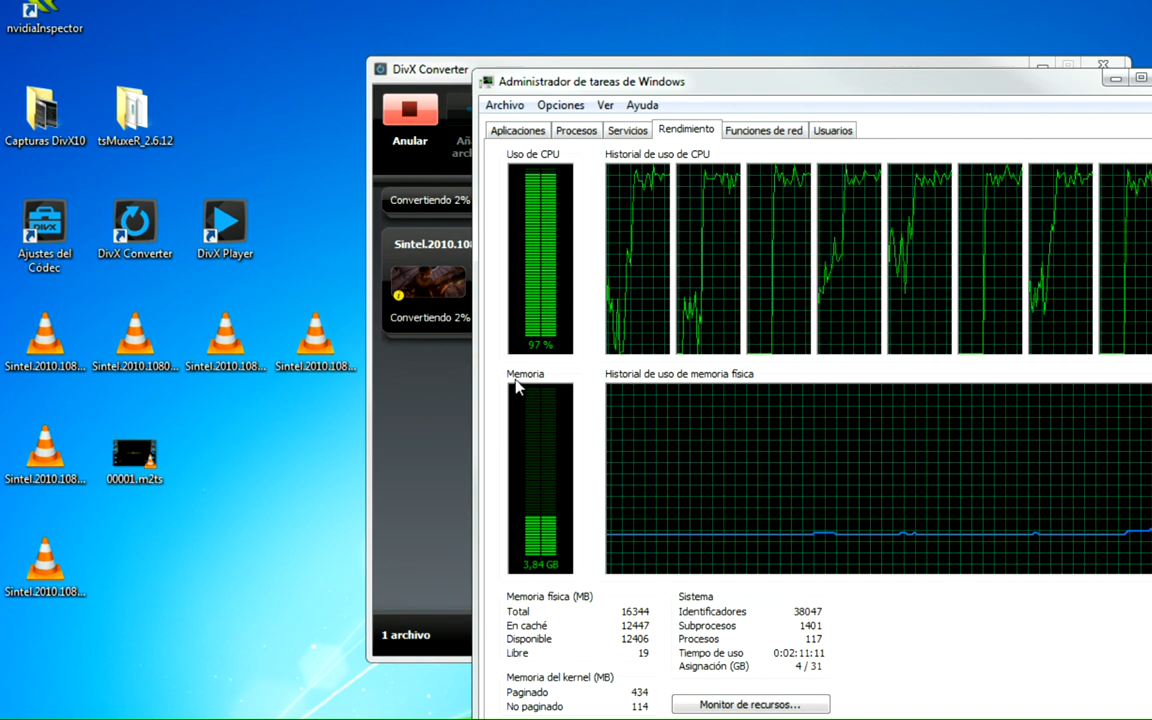 nvidiaInspector
Capturas DivX10
tsMuxeR_2.6.12
DIVX
Ajustes del
Códec
DivX Converter
DivX Player
Sintel.2010.108...
Sintel.2010.1080...
Sintel.2010.108...
Sintel.2010.108...
Sintel.2010.108...
00001.m2ts
Sintel.2010.108...
DivX Converter
Anular
Aña
arch
Convertiendo 2%
Sintel.2010.10
Convertiendo 2%
1 archivo
Administrador de tareas de Windows
Archivo Opciones Ver Ayuda
Aplicaciones Procesos Servicios Rendimiento Funciones de red Usuarios
Uso de CPU
97 %
Historial de uso de CPU
Memoria
3,84 GB
Historial de uso de memoria física
Memoria física (MB)
Total 16344
En caché 12447
Disponible 12406
Libre 19
Memoria del kernel (MB)
Paginado 434
No paginado 114
Sistema
Identificadores 38047
Subprocesos 1401
Procesos 117
Tiempo de uso 0:02:11:11
Asignación (GB) 4 / 31
Monitor de recursos...